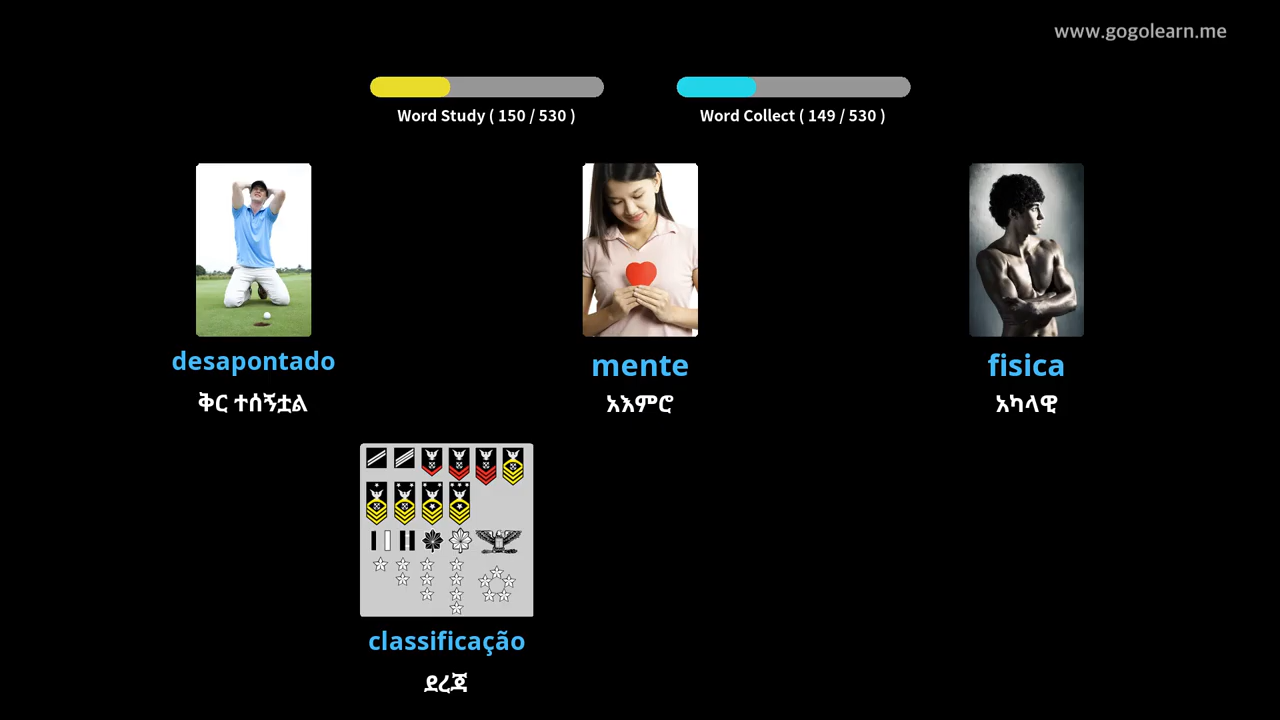 www.gogolearn.me
Word Study ( 150 / 530 )
Word Collect ( 149 / 530 )
desapontado
mente
fisica
ቅር ተሰኝቷል
አእምሮ
አካላዊ
classificação
ደረጃ